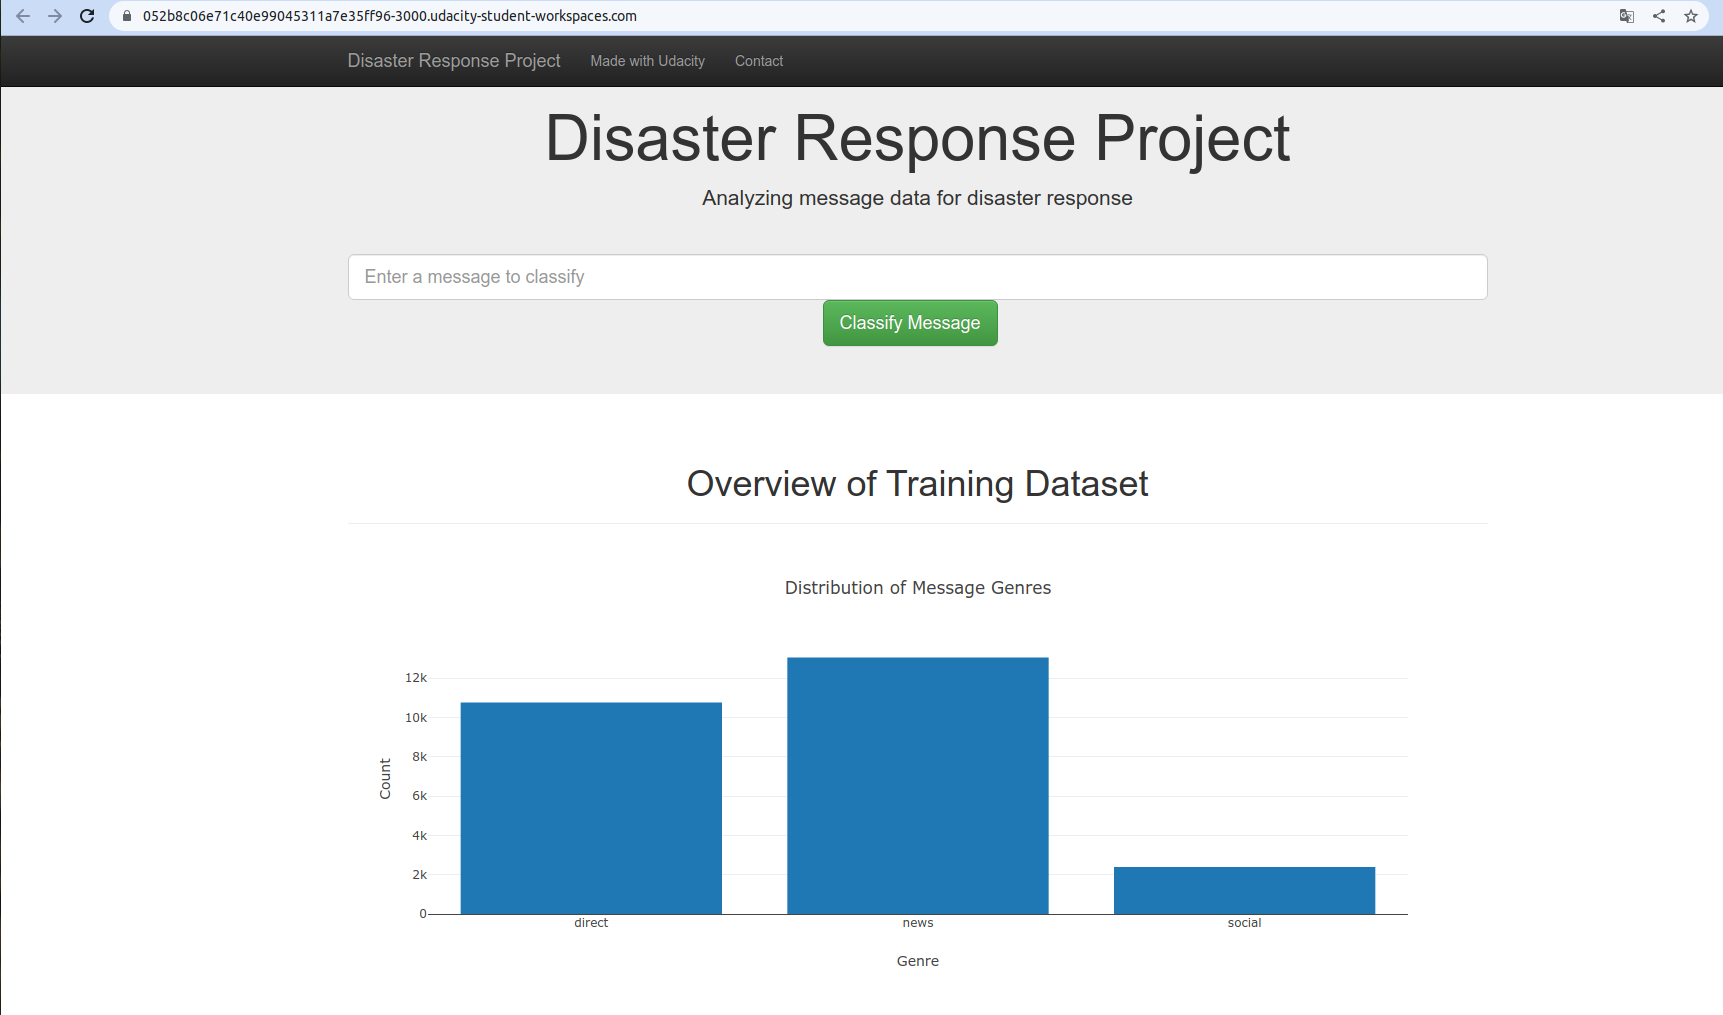 052b8c06e71c40e99045311a7e35ff96-3000.udacity-student-workspaces.com
Disaster Response Project Made with Udacity Contact
Disaster Response Project
Analyzing message data for disaster response
Enter a message to classify
Classify Message
Overview of Training Dataset
Distribution of Message Genres
12k
10k
8k
6k
4k
2k
0
Count
direct news social
Genre